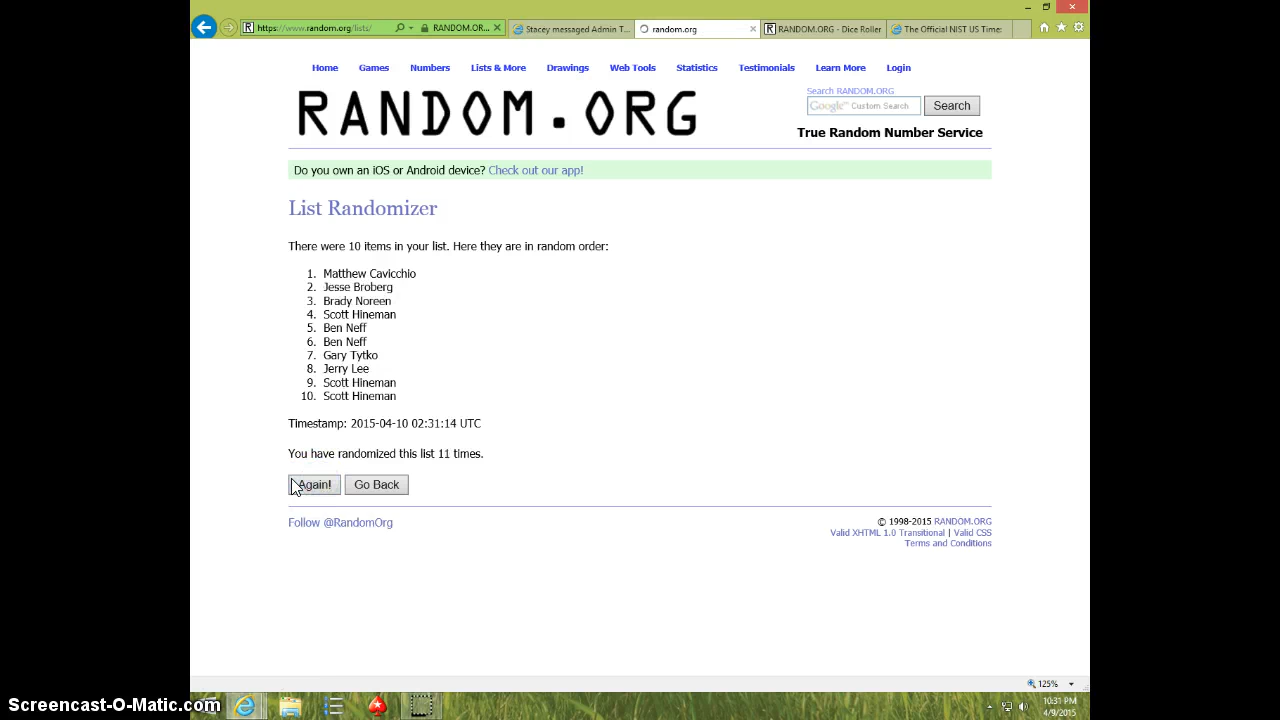 https://www.random.org/lists/
RANDOM.OR...
Stacey messaged Admin T...
random.org
RANDOM.ORG - Dice Roller
The Official NIST US Time:
Home Games Numbers Lists & More Drawings Web Tools Statistics Testimonials Learn More Login
RANDOM.ORG
Search RANDOM.ORG
Google™ Custom Search
Search
True Random Number Service
Do you own an iOS or Android device? Check out our app!
List Randomizer
There were 10 items in your list. Here they are in random order:
1. Matthew Cavicchio
2. Jesse Broberg
3. Brady Noreen
4. Scott Hineman
5. Ben Neff
6. Ben Neff
7. Gary Tytko
8. Jerry Lee
9. Scott Hineman
10. Scott Hineman
Timestamp: 2015-04-10 02:31:14 UTC
You have randomized this list 11 times.
Again! Go Back
Follow @RandomOrg
© 1998-2015 RANDOM.ORG
Valid XHTML 1.0 Transitional | Valid CSS
Terms and Conditions
125%
10:31 PM
4/9/2015
Screencast-O-Matic.com